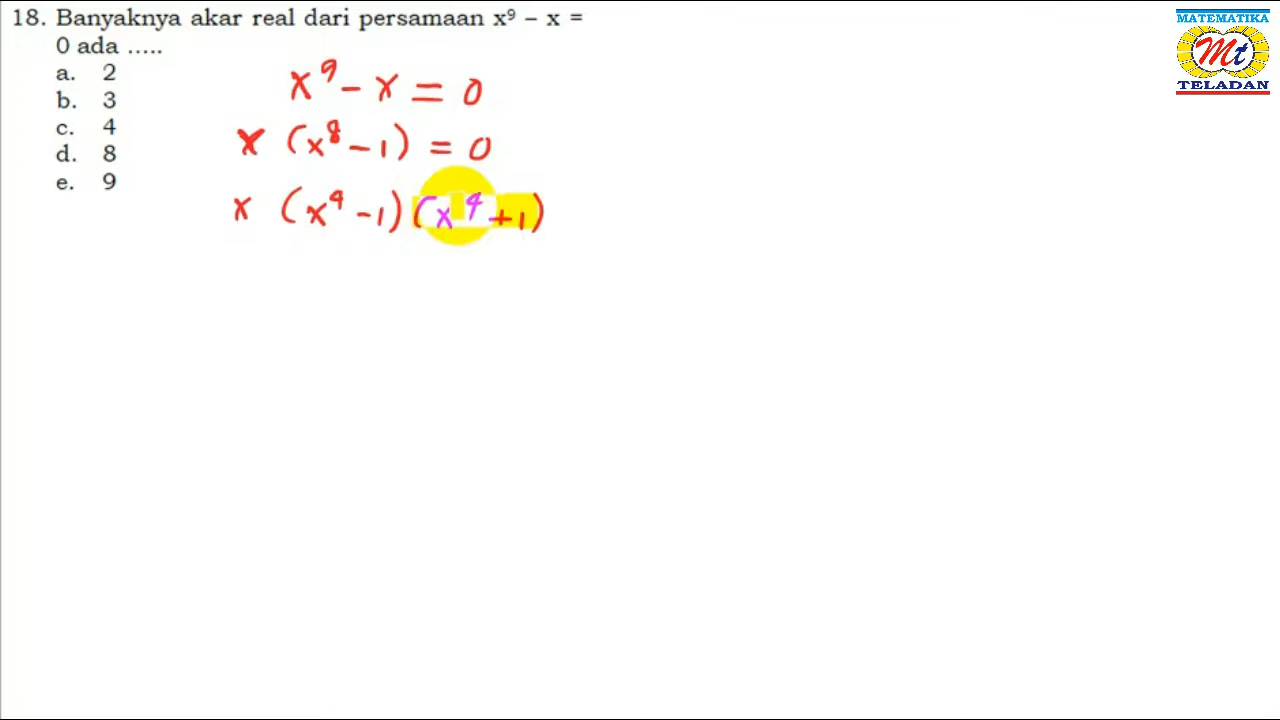 18. Banyaknya akar real dari persamaan x⁹ – x =
0 ada .....
a. 2
b. 3
c. 4
d. 8
e. 9
x⁹ - x = 0
x (x⁸ - 1) = 0
x (x⁴ - 1) (x⁴ + 1)
MATEMATIKA
Mt
TELADAN